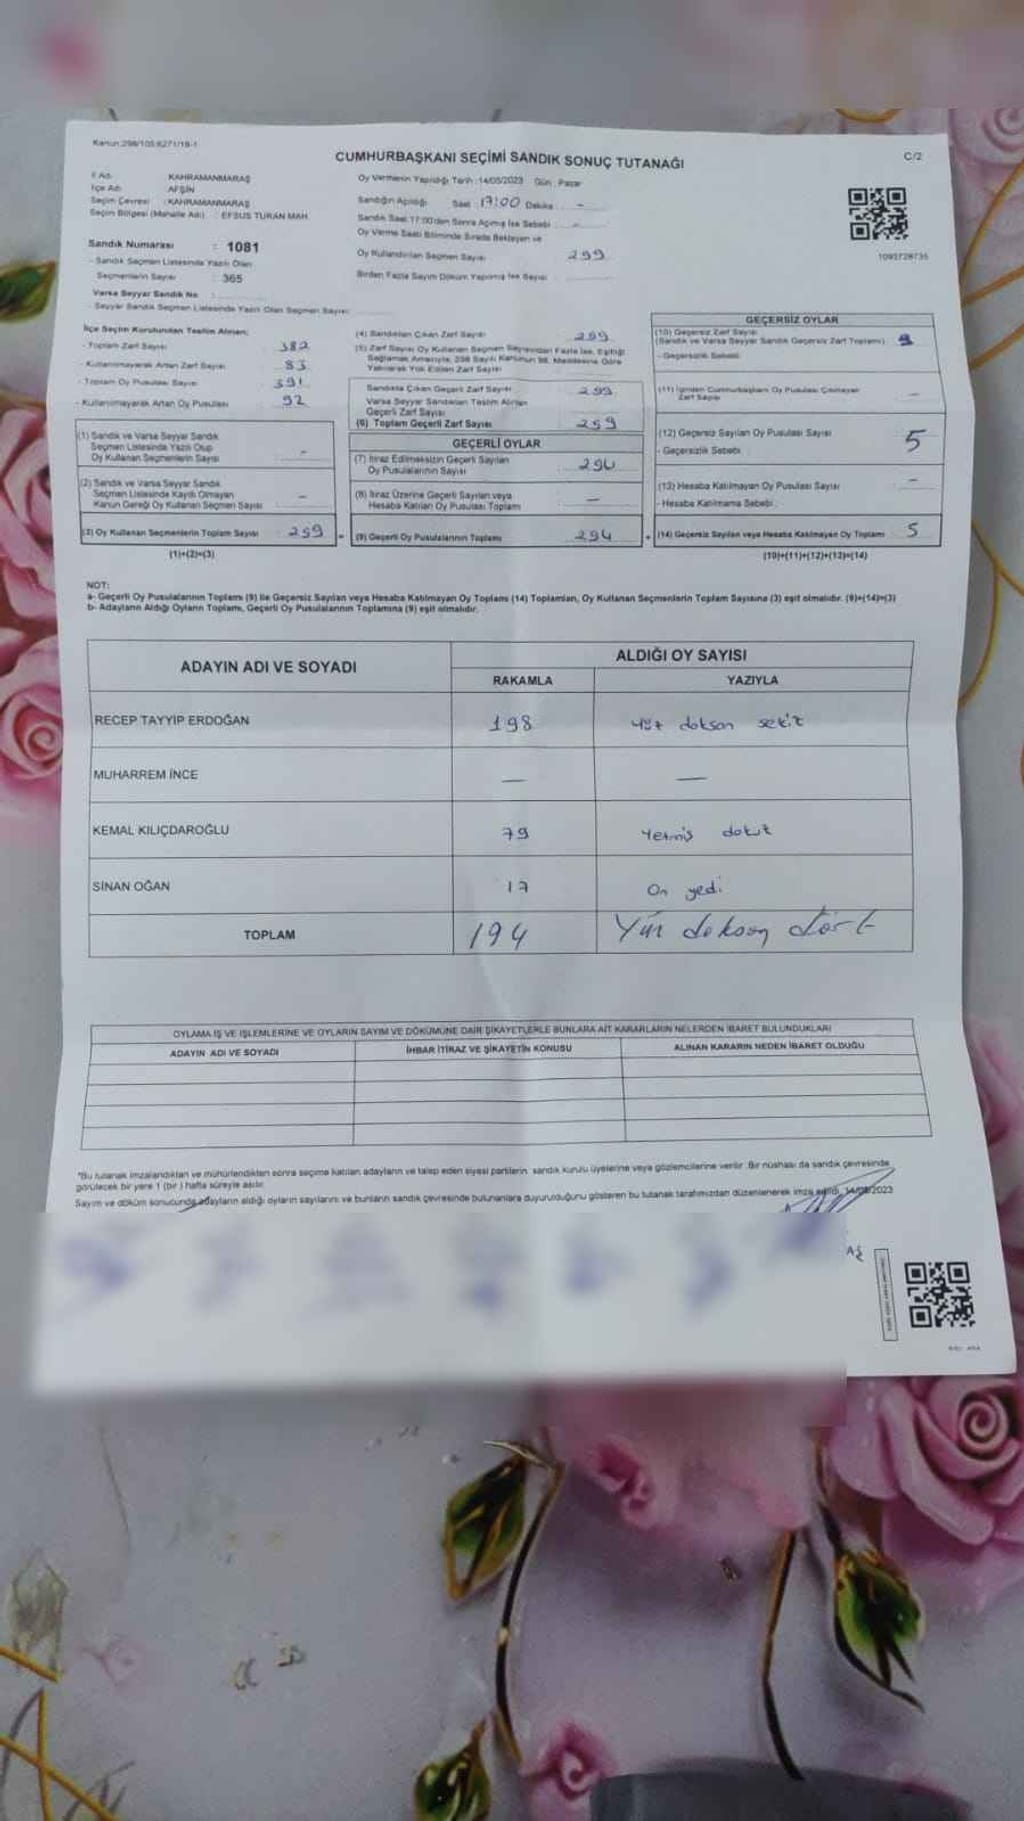 Kanun:298/105;6271/18-1
CUMHURBAŞKANI SEÇİMİ SANDIK SONUÇ TUTANAĞI
C/2
İl Adı KAHRAMANMARAŞ
İlçe Adı AFŞİN
Seçim Çevresi : KAHRAMANMARAŞ
Seçim Bölgesi (Mahalle Adı) : EFSUS TURAN MAH.
Sandık Numarası : 1081
- Sandık Seçmen Listesinde Yazılı Olan
Seçmenlerin Sayısı : 365
Varsa Seyyar Sandık No :
- Seyyar Sandık Seçmen Listesinde Yazılı Olan Seçmen Sayısı:
Oy Vermenin Yapıldığı Tarih :14/05/2023 Gün : Pazar
Sandığın Açıldığı Saat : 17:00 Dakika : -
Sandık Saat 17:00'den Sonra Açılmış İse Sebebi : -
Oy Verme Saati Bitiminde Sırada Bekleyen ve
Oy Kullandırılan Seçmen Sayısı 299
Birden Fazla Sayım Döküm Yapılmış İse Sayısı
1093728735
İlçe Seçim Kurulundan Teslim Alınan;
- Toplam Zarf Sayısı 382
- Kullanılmayarak Artan Zarf Sayısı 83
- Toplam Oy Pusulası Sayısı 391
- Kullanılmayarak Artan Oy Pusulası 92
(1) Sandık ve Varsa Seyyar Sandık
Seçmen Listesinde Yazılı Olup
Oy Kullanan Seçmenlerin Sayısı -
(2) Sandık ve Varsa Seyyar Sandık
Seçmen Listesinde Kayıtlı Olmayan
Kanun Gereği Oy Kullanan Seçmen Sayısı -
(3) Oy Kullanan Seçmenlerin Toplam Sayısı 299
(1)+(2)=(3)
(4) Sandıktan Çıkan Zarf Sayısı 299
(5) Zarf Sayısı Oy Kullanan Seçmen Sayısından Fazla İse, Eşitliği
Sağlamak Amacıyla, 298 Sayılı Kanunun 98. Maddesine Göre
Yakılarak Yok Edilen Zarf Sayısı
Sandıkta Çıkan Geçerli Zarf Sayısı 299
Varsa Seyyar Sandıktan Teslim Alınan
Geçerli Zarf Sayısı
(6) Toplam Geçerli Zarf Sayısı 299
GEÇERLİ OYLAR
(7) İtiraz Edilmeksizin Geçerli Sayılan
Oy Pusulalarının Sayısı 294
(8) İtiraz Üzerine Geçerli Sayılan veya
Hesaba Katılan Oy Pusulası Toplamı —
= (9) Geçerli Oy Pusulalarının Toplamı 294
GEÇERSİZ OYLAR
(10) Geçersiz Zarf Sayısı
(Sandık ve Varsa Seyyar Sandık Geçersiz Zarf Toplamı)
- Geçersizlik Sebebi
(11) İçinden Cumhurbaşkanı Oy Pusulası Çıkmayan
Zarf Sayısı —
(12) Geçersiz Sayılan Oy Pusulası Sayısı 5
- Geçersizlik Sebebi
(13) Hesaba Katılmayan Oy Pusulası Sayısı -
- Hesaba Katılmama Sebebi
+ (14) Geçersiz Sayılan veya Hesaba Katılmayan Oy Toplamı 5
(10)+(11)+(12)+(13)=(14)
NOT:
a- Geçerli Oy Pusulalarının Toplamı (9) ile Geçersiz Sayılan veya Hesaba Katılmayan Oy Toplamı (14) Toplamları, Oy Kullanan Seçmenlerin Toplam Sayısına (3) eşit olmalıdır. (9)+(14)=(3)
b- Adayların Aldığı Oyların Toplamı, Geçerli Oy Pusulalarının Toplamına (9) eşit olmalıdır.
ADAYIN ADI VE SOYADI ALDIĞI OY SAYISI
RAKAMLA YAZIYLA
RECEP TAYYİP ERDOĞAN 198 yüz doksan sekiz
MUHARREM İNCE — —
KEMAL KILIÇDAROĞLU 79 Yetmiş dokuz
SİNAN OĞAN 17 On yedi
TOPLAM 194 Yüz doksan dört
OYLAMA İŞ VE İŞLEMLERİNE VE OYLARIN SAYIM VE DÖKÜMÜNE DAİR ŞİKAYETLERLE BUNLARA AİT KARARLARIN NELERDEN İBARET BULUNDUKLARI
ADAYIN ADI VE SOYADI İHBAR İTİRAZ VE ŞİKAYETİN KONUSU ALINAN KARARIN NEDEN İBARET OLDUĞU
*Bu tutanak imzalandıktan ve mühürlendikten sonra seçime katılan adayların ve talep eden siyasi partilerin sandık kurulu üyelerine veya gözlemcilerine verilir. Bir nüshası da sandık çevresinde
görülecek bir yere 1 (bir) hafta süreyle asılır.
Sayım ve döküm sonucunda adayların aldığı oyların sayılarını ve bunların sandık çevresinde bulunanlara duyurulduğunu gösteren bu tutanak tarafımızdan düzenlenerek imza edildi. 14/05/2023
AŞ